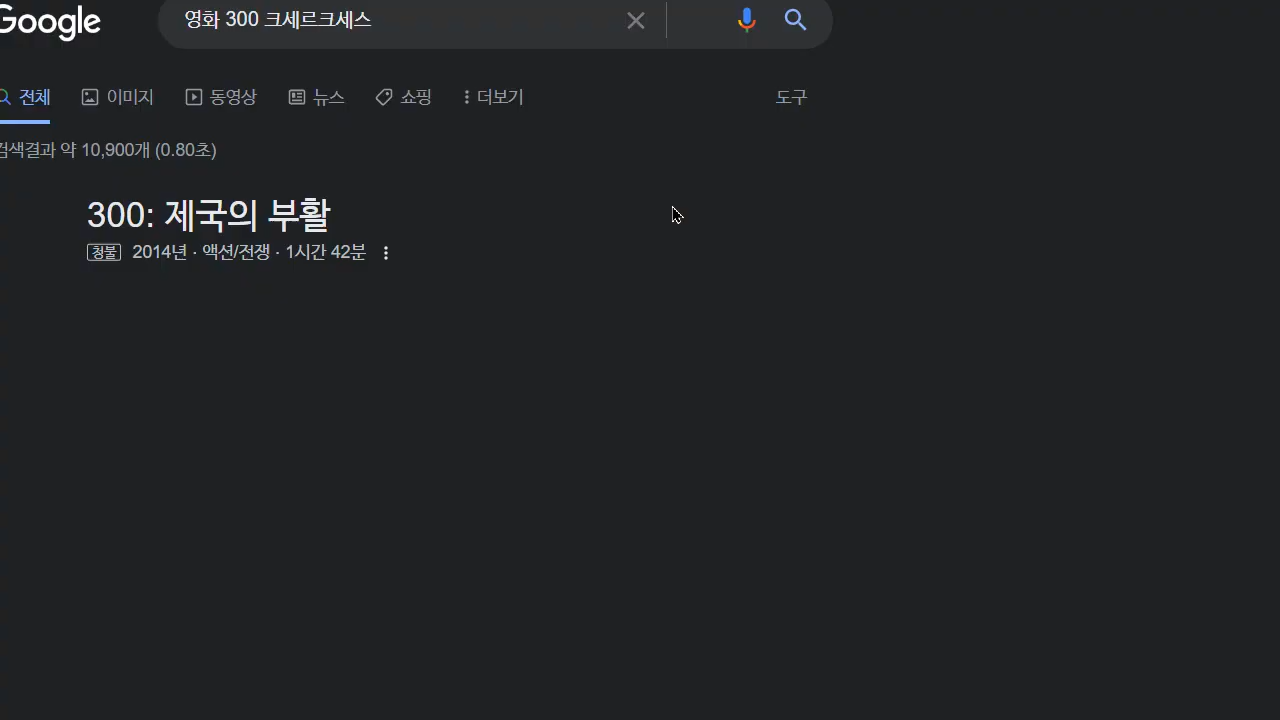 Google
영화 300 크세르크세스
전체 이미지 동영상 뉴스 쇼핑 더보기 도구
검색결과 약 10,900개 (0.80초)
300: 제국의 부활
청불 2014년 · 액션/전쟁 · 1시간 42분